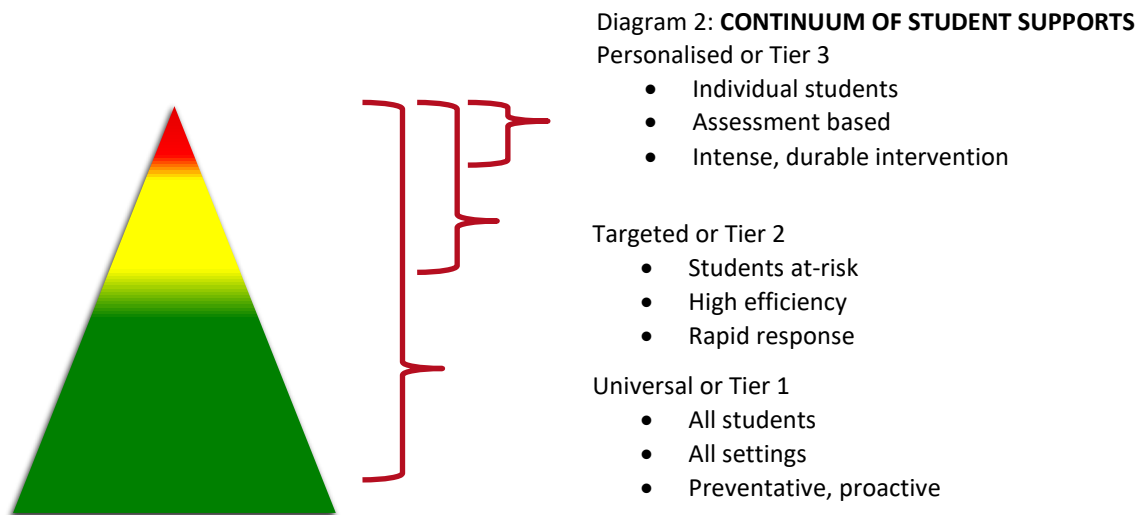 Diagram 2: CONTINUUM OF STUDENT SUPPORTS
Personalised or Tier 3
• Individual students
• Assessment based
• Intense, durable intervention
Targeted or Tier 2
• Students at-risk
• High efficiency
• Rapid response
Universal or Tier 1
• All students
• All settings
• Preventative, proactive